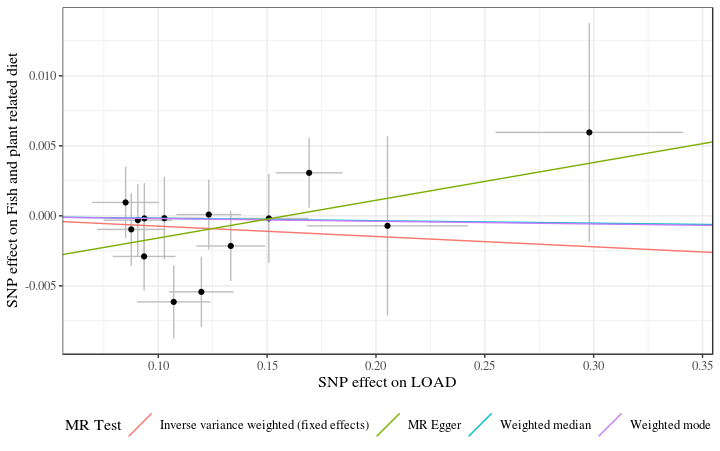 SNP effect on Fish and plant related diet
0.010
0.005
0.000
-0.005
0.10 0.15 0.20 0.25 0.30 0.35
SNP effect on LOAD
MR Test Inverse variance weighted (fixed effects) MR Egger Weighted median Weighted mode